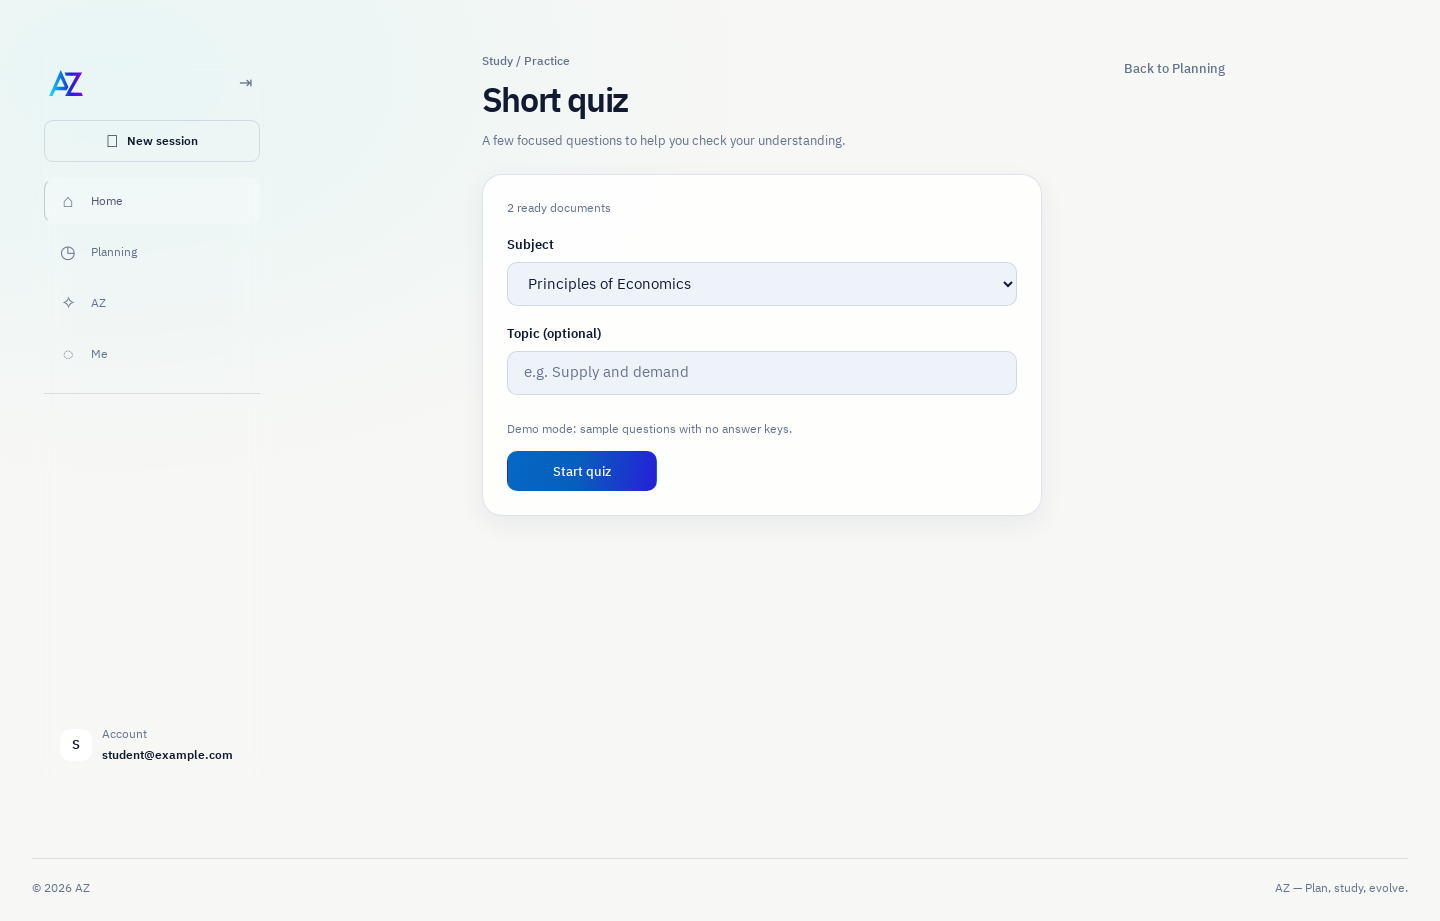 AZ
New session
Home
Planning
AZ
Me
Account
S
student@example.com
Study / Practice
Back to Planning
Short quiz
A few focused questions to help you check your understanding.
2 ready documents
Subject
Principles of Economics
Topic (optional)
e.g. Supply and demand
Demo mode: sample questions with no answer keys.
Start quiz
© 2026 AZ
AZ — Plan, study, evolve.